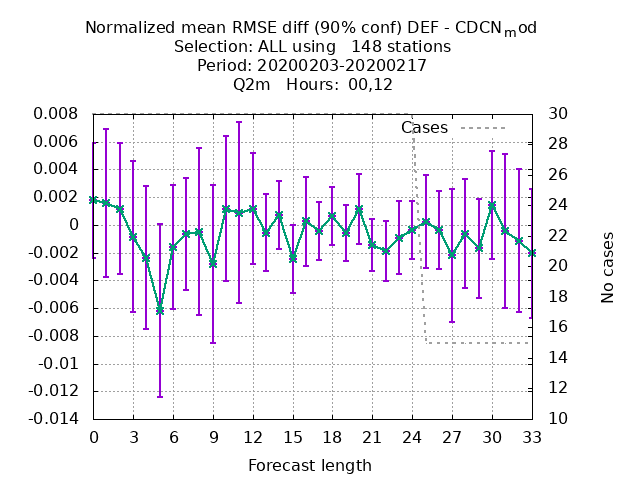 Normalized mean RMSE diff (90% conf) DEF - CDCNmod
Selection: ALL using   148 stations
Period: 20200203-20200217
Q2m   Hours:  00,12
Cases
0.008
0.006
0.004
0.002
0
-0.002
-0.004
-0.006
-0.008
-0.01
-0.012
-0.014
30
28
26
24
22
20
18
16
14
12
10
No cases
0 3 6 9 12 15 18 21 24 27 30 33
Forecast length